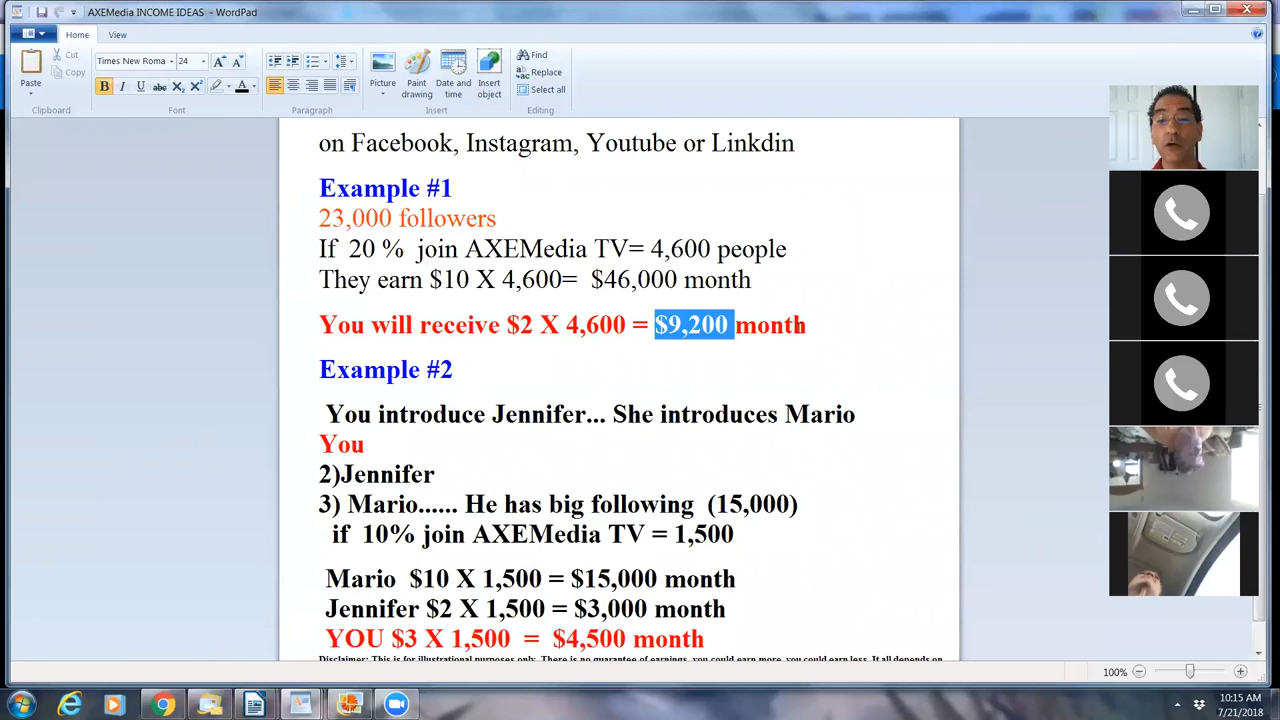 AXEMedia INCOME IDEAS - WordPad
Home View
Cut
Copy
Paste
Clipboard
Times New Roma 24
B I U abc X₂ X² A
Font
Paragraph
Picture
Paint drawing
Date and time
Insert object
Insert
Find
Replace
Select all
Editing
on Facebook, Instagram, Youtube or Linkdin
Example #1
23,000 followers
If 20 % join AXEMedia TV= 4,600 people
They earn $10 X 4,600= $46,000 month
You will receive $2 X 4,600 = $9,200 month
Example #2
You introduce Jennifer... She introduces Mario
You
2)Jennifer
3) Mario...... He has big following (15,000)
if 10% join AXEMedia TV = 1,500
Mario $10 X 1,500 = $15,000 month
Jennifer $2 X 1,500 = $3,000 month
YOU $3 X 1,500 = $4,500 month
Disclaimer: This is for illustrational purposes only. There is no guarantee of earnings, you could earn more, you could earn less. It all depends on
100%
10:15 AM
7/21/2018